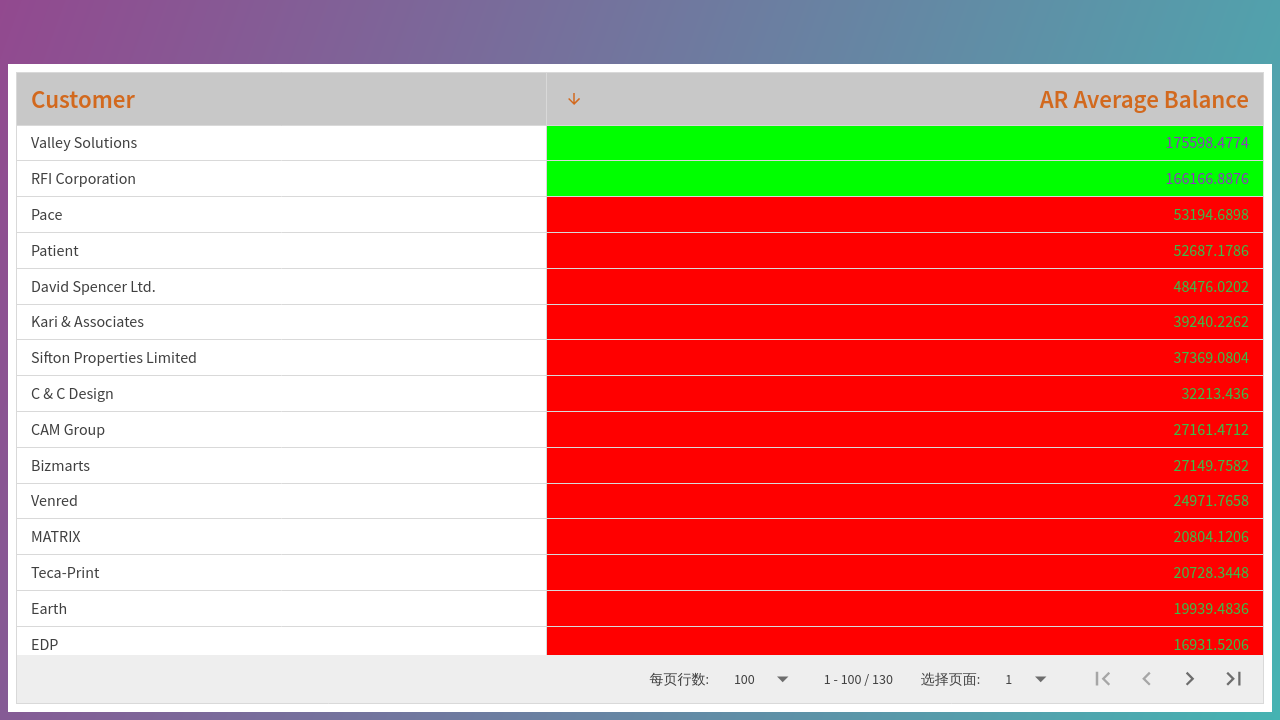 Customer AR Average Balance
Valley Solutions 175598.4774
RFI Corporation 166166.8876
Pace 53194.6898
Patient 52687.1786
David Spencer Ltd. 48476.0202
Kari & Associates 39240.2262
Sifton Properties Limited 37369.0804
C & C Design 32213.436
CAM Group 27161.4712
Bizmarts 27149.7582
Venred 24971.7658
MATRIX 20804.1206
Teca-Print 20728.3448
Earth 19939.4836
EDP 16931.5206
每页行数: 100 1 - 100 / 130 选择页面: 1